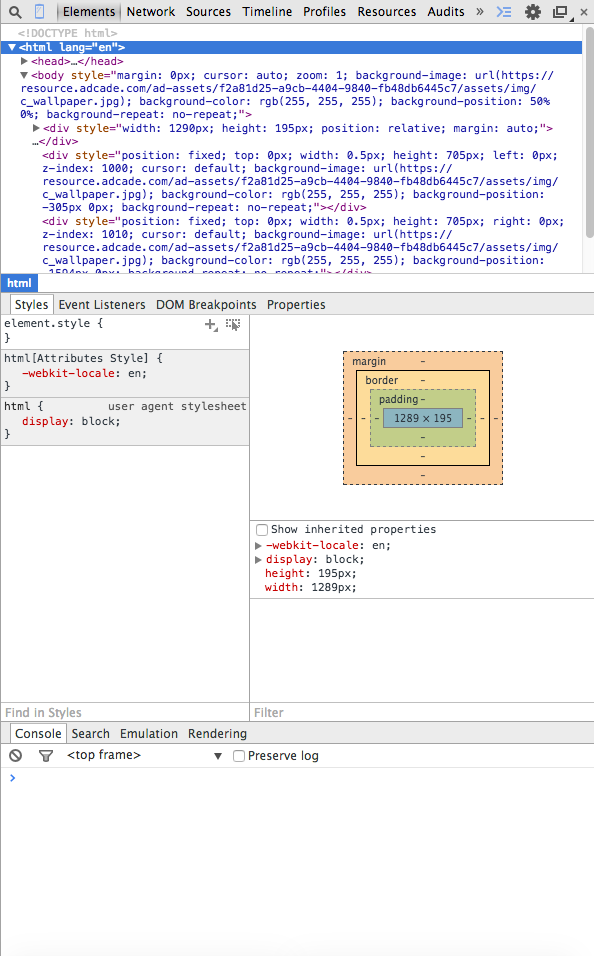 Elements Network Sources Timeline Profiles Resources Audits »
<!DOCTYPE html>
<html lang="en">
<head>…</head>
<body style="margin: 0px; cursor: auto; zoom: 1; background-image: url(https://
resource.adcade.com/ad-assets/f2a81d25-a9cb-4404-9840-fb48db6445c7/assets/img/
c_wallpaper.jpg); background-color: rgb(255, 255, 255); background-position: 50%
0%; background-repeat: no-repeat;">
<div style="width: 1290px; height: 195px; position: relative; margin: auto;">
…</div>
<div style="position: fixed; top: 0px; width: 0.5px; height: 705px; left: 0px;
z-index: 1000; cursor: default; background-image: url(https://
resource.adcade.com/ad-assets/f2a81d25-a9cb-4404-9840-fb48db6445c7/assets/img/
c_wallpaper.jpg); background-color: rgb(255, 255, 255); background-position:
-305px 0px; background-repeat: no-repeat;"></div>
<div style="position: fixed; top: 0px; width: 0.5px; height: 705px; right: 0px;
z-index: 1010; cursor: default; background-image: url(https://
resource.adcade.com/ad-assets/f2a81d25-a9cb-4404-9840-fb48db6445c7/assets/img/
c_wallpaper.jpg); background-color: rgb(255, 255, 255); background-position:
-1594px 0px; background-repeat: no-repeat;"></div>
html
Styles Event Listeners DOM Breakpoints Properties
element.style {
}
html[Attributes Style] {
-webkit-locale: en;
}
html { user agent stylesheet
display: block;
}
margin -
border -
padding -
- - - 1289 × 195 - - -
-
-
-
Show inherited properties
-webkit-locale: en;
display: block;
height: 195px;
width: 1289px;
Find in Styles
Filter
Console Search Emulation Rendering
<top frame> ▼ Preserve log
>